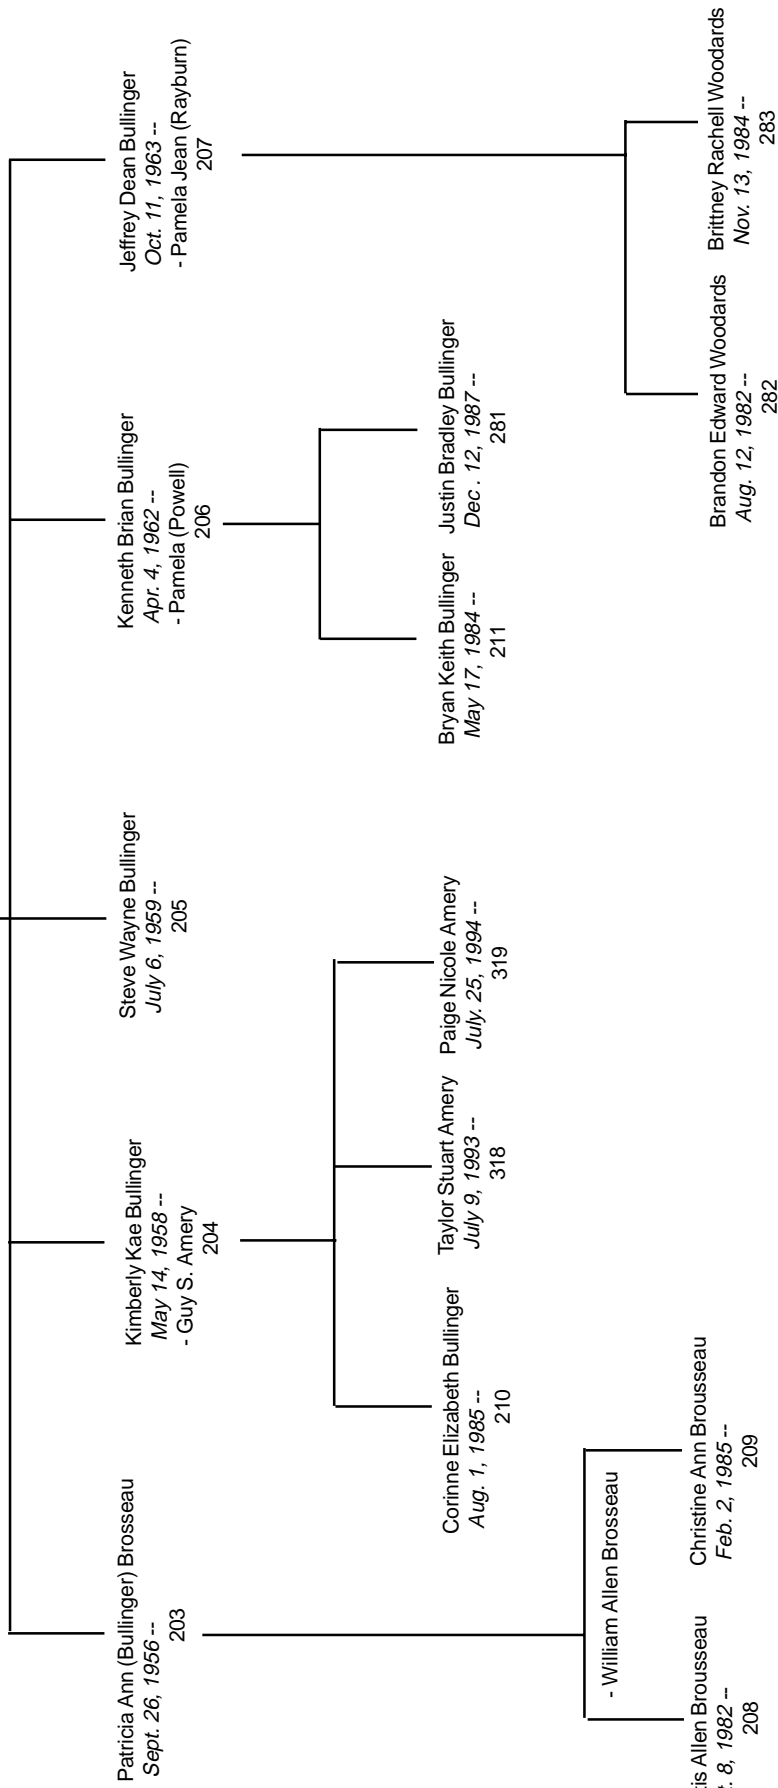 Patricia Ann (Bullinger) Brosseau
Sept. 26, 1956 --
203
Kimberly Kae Bullinger
May 14, 1958 --
- Guy S. Amery
204
Steve Wayne Bullinger
July 6, 1959 --
205
Kenneth Brian Bullinger
Apr. 4, 1962 --
- Pamela (Powell)
206
Jeffrey Dean Bullinger
Oct. 11, 1963 --
- Pamela Jean (Rayburn)
207
Corinne Elizabeth Bullinger
Aug. 1, 1985 --
210
Taylor Stuart Amery
July 9, 1993 --
318
Paige Nicole Amery
July. 25, 1994 --
319
Bryan Keith Bullinger
May 17, 1984 --
211
Justin Bradley Bullinger
Dec . 12, 1987 --
281
- William Allen Brosseau
Allen Brousseau
8, 1982 --
208
Christine Ann Brousseau
Feb. 2, 1985 --
209
Brandon Edward Woodards
Aug. 12, 1982 --
282
Brittney Rachell Woodards
Nov. 13, 1984 --
283